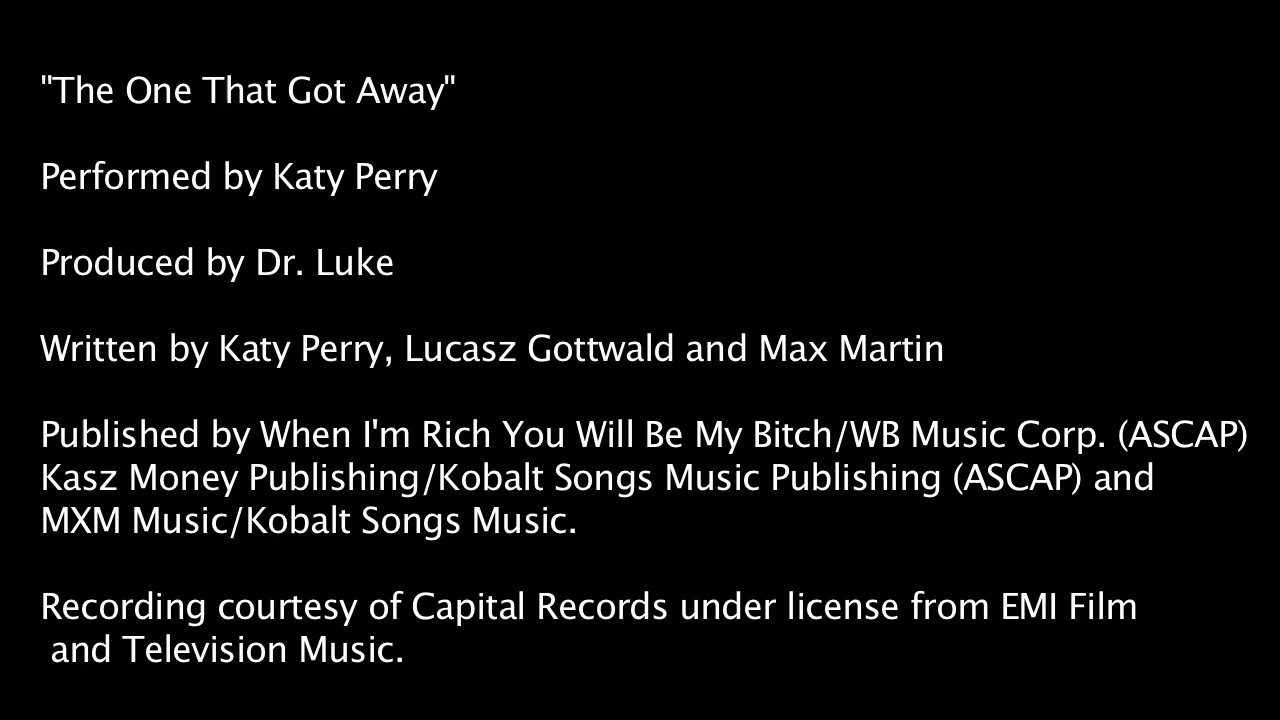 "The One That Got Away"
Performed by Katy Perry
Produced by Dr. Luke
Written by Katy Perry, Lucasz Gottwald and Max Martin
Published by When I'm Rich You Will Be My Bitch/WB Music Corp. (ASCAP)
Kasz Money Publishing/Kobalt Songs Music Publishing (ASCAP) and
MXM Music/Kobalt Songs Music.
Recording courtesy of Capital Records under license from EMI Film
and Television Music.